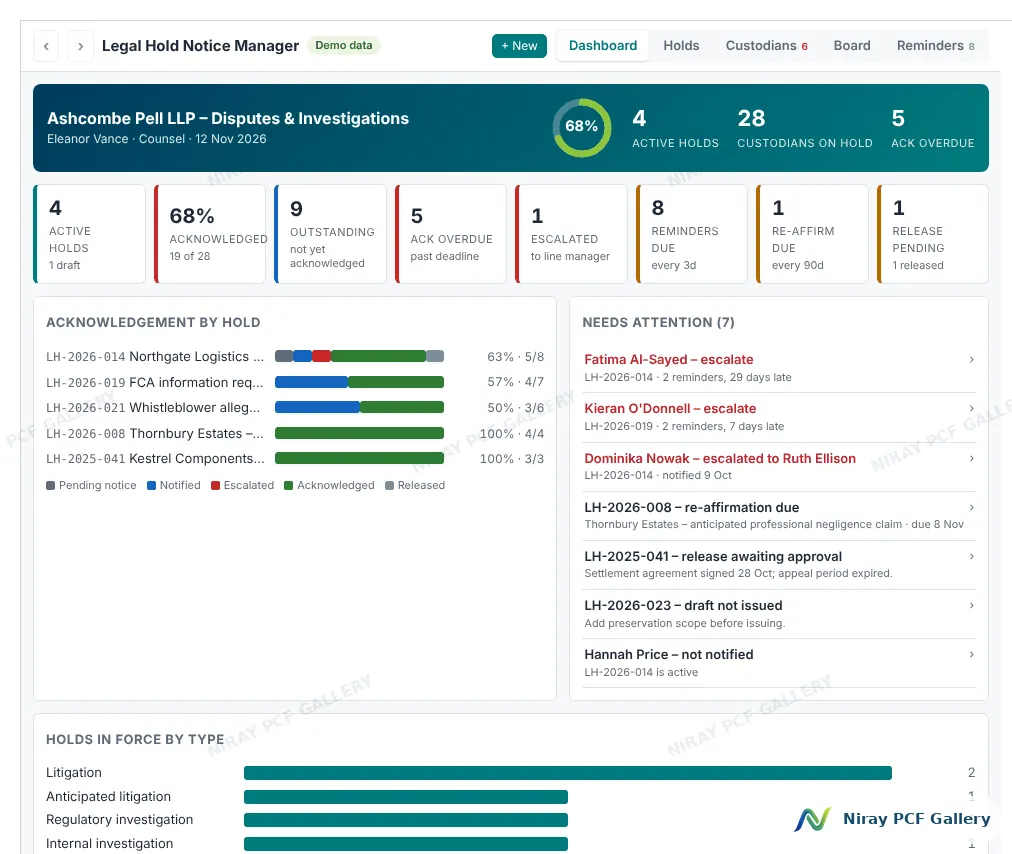 ‹ › Legal Hold Notice Manager Demo data + New Dashboard Holds Custodians 6 Board Reminders 8
Ashcombe Pell LLP – Disputes & Investigations
Eleanor Vance · Counsel · 12 Nov 2026
68%
4
ACTIVE HOLDS
28
CUSTODIANS ON HOLD
5
ACK OVERDUE
4
ACTIVE
HOLDS
1 draft
68%
ACKNOWLEDGED
19 of 28
9
OUTSTANDING
not yet
acknowledged
5
ACK OVERDUE
past deadline
1
ESCALATED
to line manager
8
REMINDERS
DUE
every 3d
1
RE-AFFIRM
DUE
every 90d
1
RELEASE
PENDING
1 released
ACKNOWLEDGEMENT BY HOLD
LH-2026-014 Northgate Logistics ... 63% · 5/8
LH-2026-019 FCA information req... 57% · 4/7
LH-2026-021 Whistleblower alleg... 50% · 3/6
LH-2026-008 Thornbury Estates –... 100% · 4/4
LH-2025-041 Kestrel Components... 100% · 3/3
Pending notice Notified Escalated Acknowledged Released
NEEDS ATTENTION (7)
Fatima Al-Sayed – escalate ›
LH-2026-014 · 2 reminders, 29 days late
Kieran O'Donnell – escalate ›
LH-2026-019 · 2 reminders, 7 days late
Dominika Nowak – escalated to Ruth Ellison ›
LH-2026-014 · notified 9 Oct
LH-2026-008 – re-affirmation due ›
Thornbury Estates – anticipated professional negligence claim · due 8 Nov
LH-2025-041 – release awaiting approval ›
Settlement agreement signed 28 Oct; appeal period expired.
LH-2026-023 – draft not issued ›
Add preservation scope before issuing.
Hannah Price – not notified ›
LH-2026-014 is active
HOLDS IN FORCE BY TYPE
Litigation 2
Anticipated litigation 1
Regulatory investigation
Internal investigation 1
Niray PCF Gallery
NIRAY PCF GALLERY
NIRAY PCF GALLERY
NIRAY PCF GALLERY